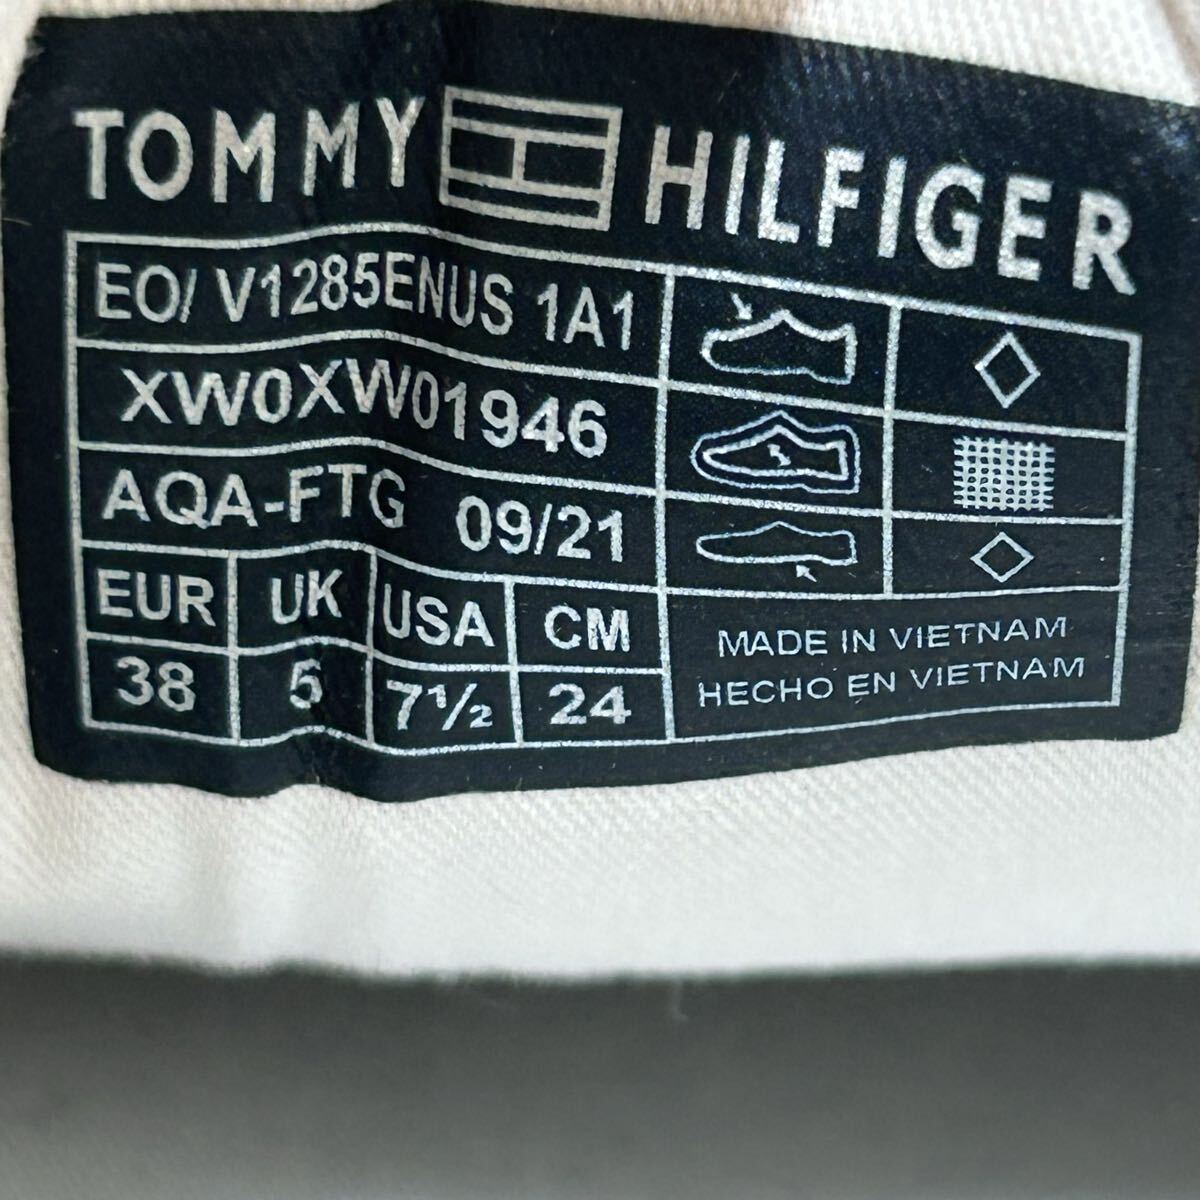 TOMMY HILFIGER
EO/ V1285ENUS 1A1
XW0XW01946
AQA-FTG 09/21
EUR UK USA CM
38 5 7½ 24
MADE IN VIETNAM
HECHO EN VIETNAM